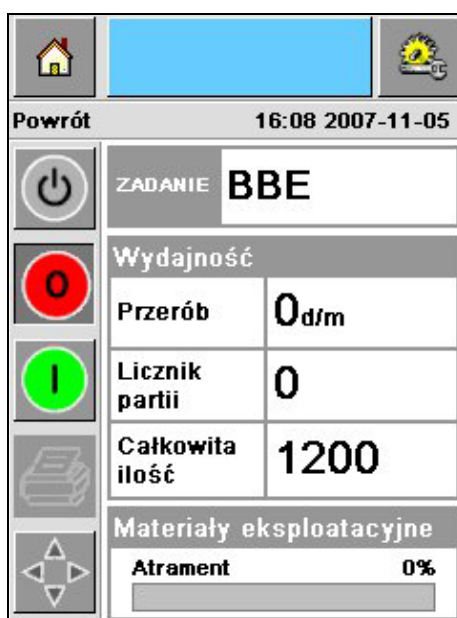 Powrót 16:08 2007-11-05
ZADANIE BBE
Wydajność
0
Przerób 0d/m
I
Licznik
partii 0
Całkowita
ilość 1200
Materiały eksploatacyjne
Atrament 0%